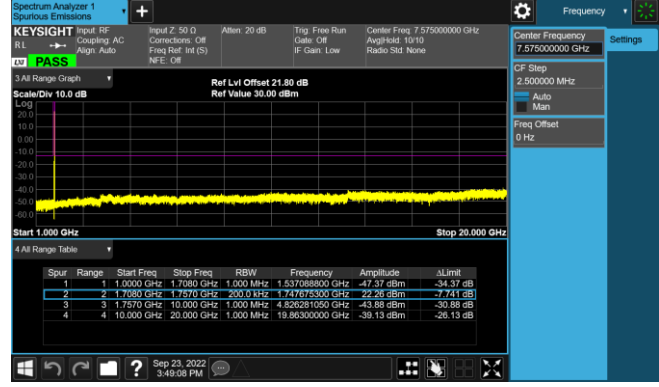 Spectrum Analyzer 1
Spurious Emissions
Frequency
KEYSIGHT
Input: RF
Input Z: 50 Ω
Atten: 20 dB
Trig: Free Run
Center Freq: 7.575000000 GHz
R L
Coupling: AC
Corrections: Off
Gate: Off
Avg|Hold: 10/10
Align: Auto
Freq Ref: Int (S)
IF Gain: Low
Radio Std: None
NFE: Off
LXI
PASS
Center Frequency
7.575000000 GHz
Settings
CF Step
2.500000 MHz
Auto
Man
Freq Offset
0 Hz
3 All Range Graph
Ref Lvl Offset 21.80 dB
Scale/Div 10.0 dB
Ref Value 30.00 dBm
Log
20.0
10.0
0.00
-10.0
-20.0
-30.0
-40.0
-50.0
-60.0
Start 1.000 GHz
Stop 20.000 GHz
4 All Range Table
Spur Range Start Freq Stop Freq RBW Frequency Amplitude ΔLimit
1 1 1.0000 GHz 1.7080 GHz 1.000 MHz 1.537088800 GHz -47.37 dBm -34.37 dB
2 2 1.7080 GHz 1.7570 GHz 200.0 kHz 1.747675300 GHz 22.26 dBm -7.741 dB
3 3 1.7570 GHz 10.000 GHz 1.000 MHz 4.826281050 GHz -43.88 dBm -30.88 dB
4 4 10.000 GHz 20.000 GHz 1.000 MHz 19.86300000 GHz -39.13 dBm -26.13 dB
?
Sep 23, 2022
3:49:08 PM